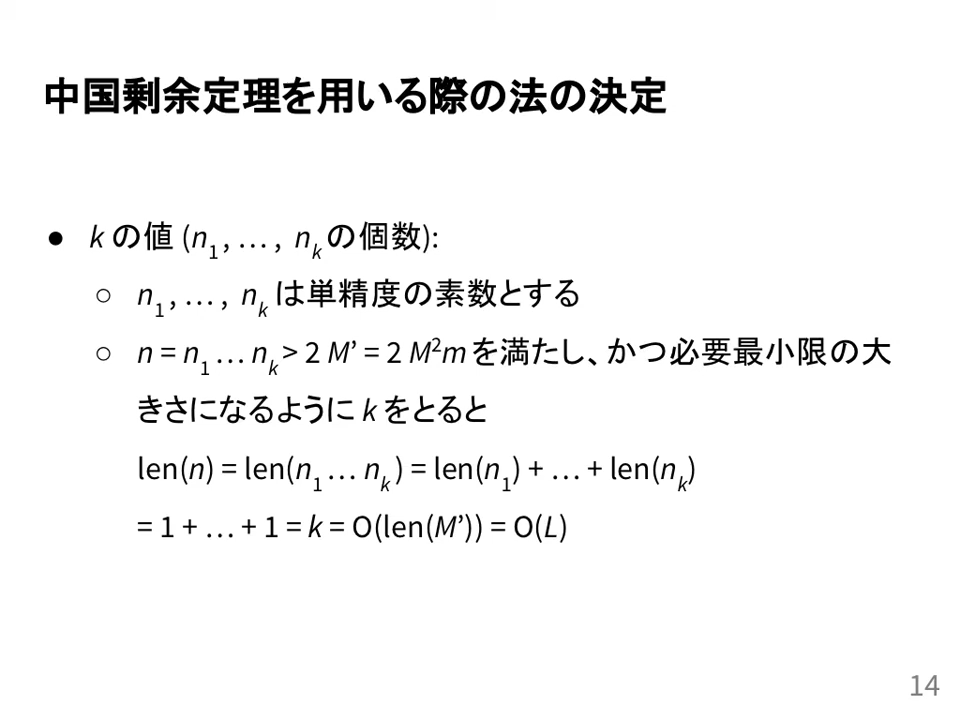 中国剰余定理を用いる際の法の決定
● k の値 (n₁ , … , nₖ の個数):
○ n₁ , … , nₖ は単精度の素数とする
○ n = n₁ … nₖ > 2 M’ = 2 M²m を満たし、かつ必要最小限の大
きさになるように k をとると
len(n) = len(n₁ … nₖ ) = len(n₁) + … + len(nₖ)
= 1 + … + 1 = k = O(len(M’)) = O(L)
14